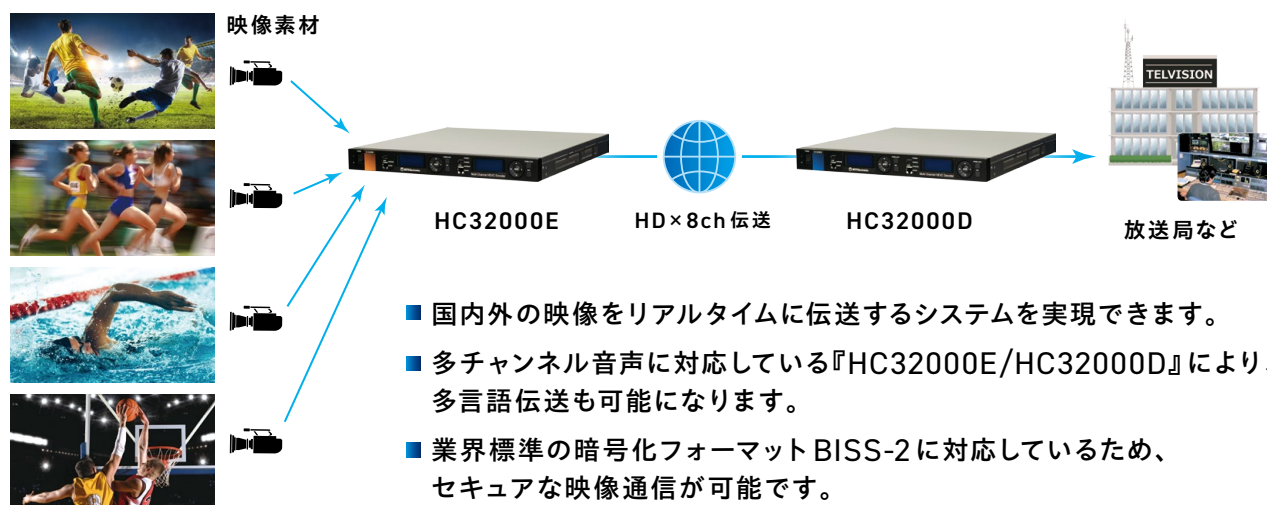 映像素材
TELVISION
HC32000E
HD×8ch伝送
HC32000D
放送局など
■ 国内外の映像をリアルタイムに伝送するシステムを実現できます。
■ 多チャンネル音声に対応している『HC32000E/HC32000D』により、
多言語伝送も可能になります。
■ 業界標準の暗号化フォーマットBISS-2に対応しているため、
セキュアな映像通信が可能です。